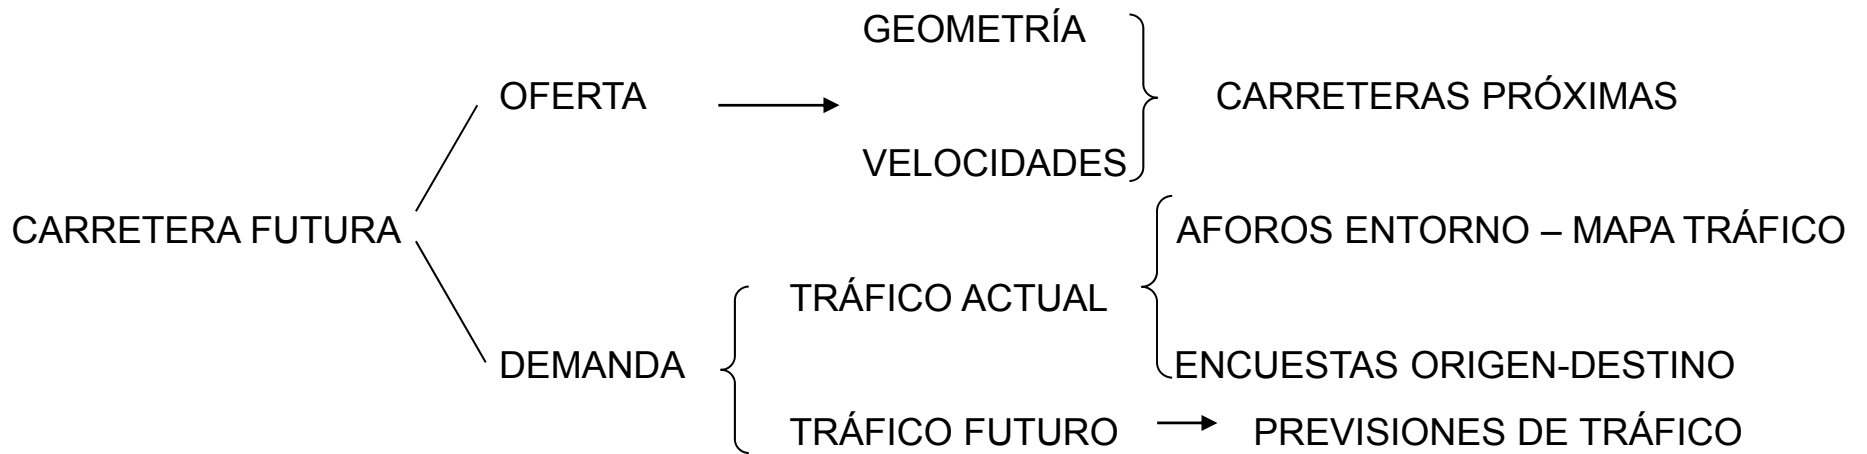 GEOMETRÍA
OFERTA
CARRETERAS PRÓXIMAS
VELOCIDADES
CARRETERA FUTURA
AFOROS ENTORNO – MAPA TRÁFICO
TRÁFICO ACTUAL
DEMANDA
ENCUESTAS ORIGEN-DESTINO
TRÁFICO FUTURO
PREVISIONES DE TRÁFICO